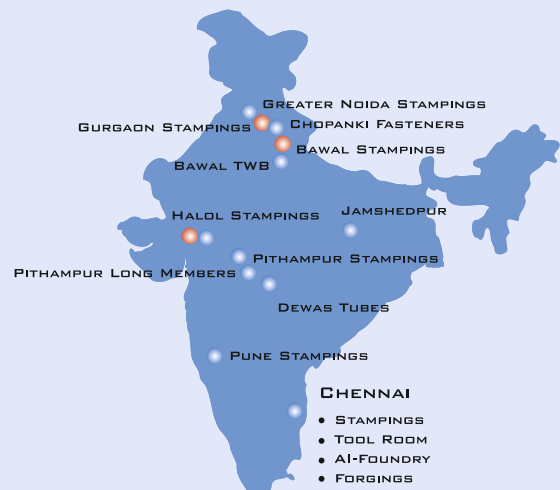 Greater Noida Stampings
Gurgaon Stampings
Chopanki Fasteners
Bawal Stampings
Bawal TWB
Halol Stampings
Jamshedpur
Pithampur Stampings
Pithampur Long Members
Dewas Tubes
Pune Stampings
Chennai
• Stampings
• Tool Room
• Al-Foundry
• Forgings